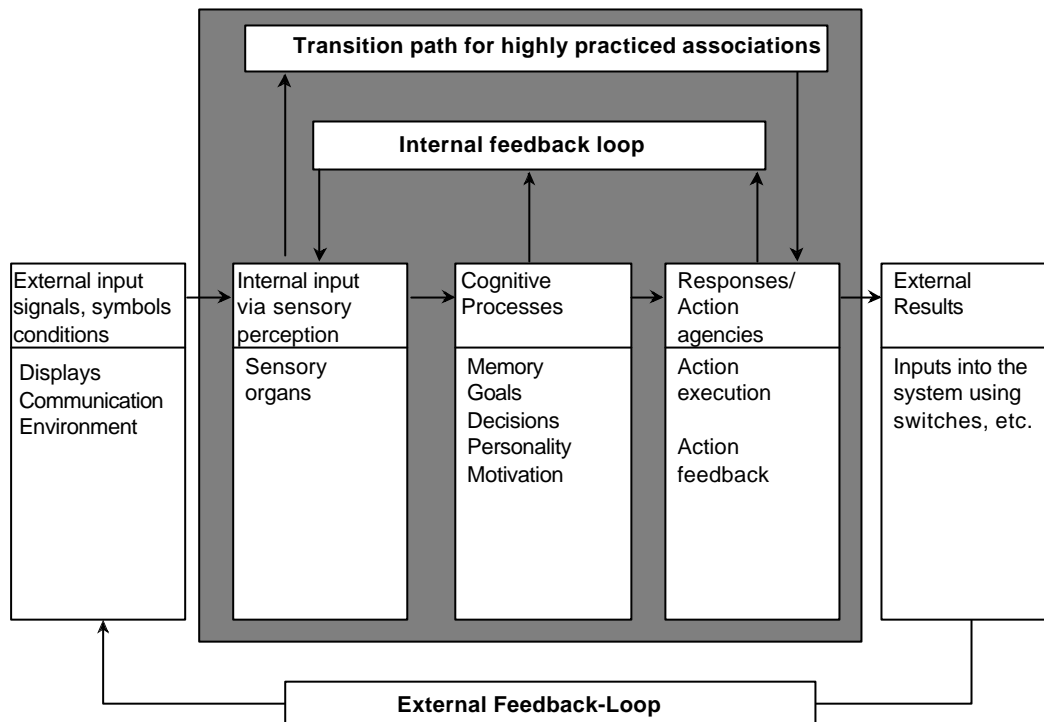 Transition path for highly practiced associations
Internal feedback loop
External input
signals, symbols
conditions
Displays
Communication
Environment
Internal input
via sensory
perception
Sensory
organs
Cognitive
Processes
Memory
Goals
Decisions
Personality
Motivation
Responses/
Action
agencies
Action
execution
Action
feedback
External
Results
Inputs into the
system using
switches, etc.
External Feedback-Loop